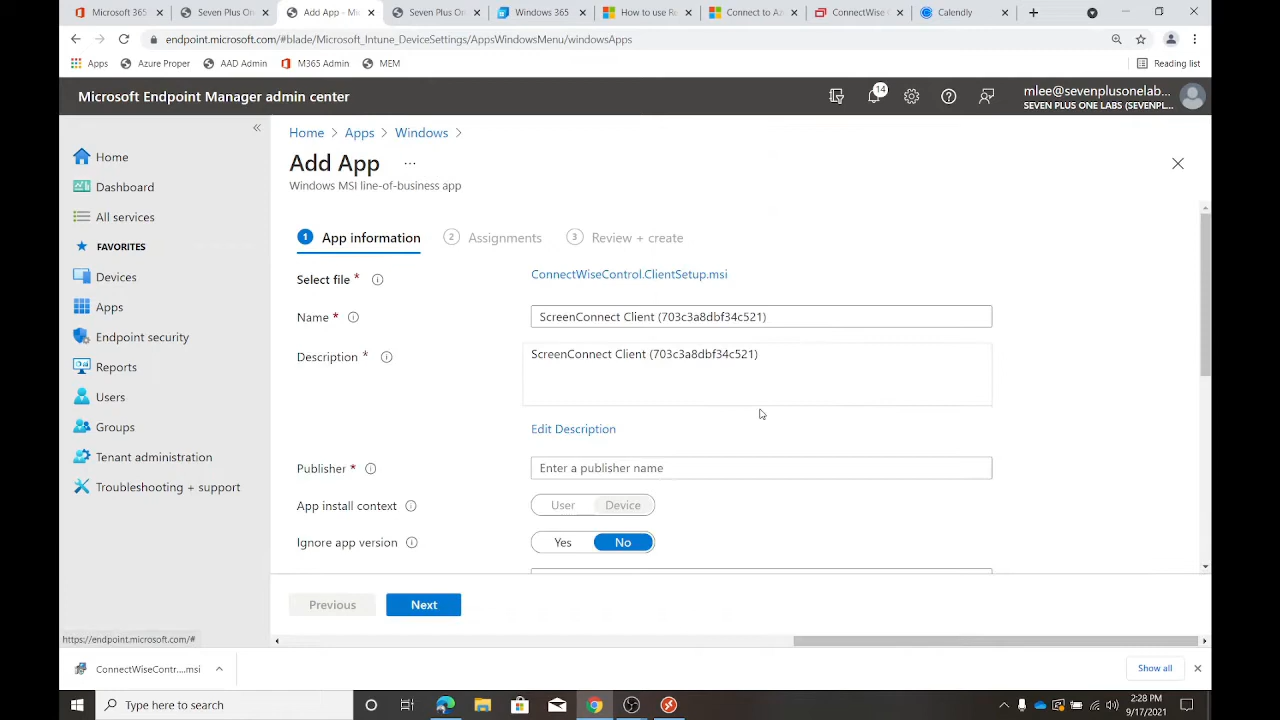 Microsoft 365
Seven Plus On
Add App - Mi
Seven Plus On
Windows 365
How to use R
Connect to Az
ConnectWise C
Calendly
endpoint.microsoft.com/#blade/Microsoft_Intune_DeviceSettings/AppsWindowsMenu/windowsApps
Apps
Azure Proper
AAD Admin
M365 Admin
MEM
Reading list
Microsoft Endpoint Manager admin center
14
mlee@sevenplusonelab...
SEVEN PLUS ONE LABS (SEVENPL...
Home
Dashboard
All services
FAVORITES
Devices
Apps
Endpoint security
Reports
Users
Groups
Tenant administration
Troubleshooting + support
Home > Apps > Windows >
Add App ...
Windows MSI line-of-business app
1 App information
2 Assignments
3 Review + create
Select file *
ConnectWiseControl.ClientSetup.msi
Name *
ScreenConnect Client (703c3a8dbf34c521)
Description *
ScreenConnect Client (703c3a8dbf34c521)
Edit Description
Publisher *
Enter a publisher name
App install context
User Device
Ignore app version
Yes No
Previous
Next
https://endpoint.microsoft.com/#
ConnectWiseContr....msi
Show all
Type here to search
2:28 PM
9/17/2021